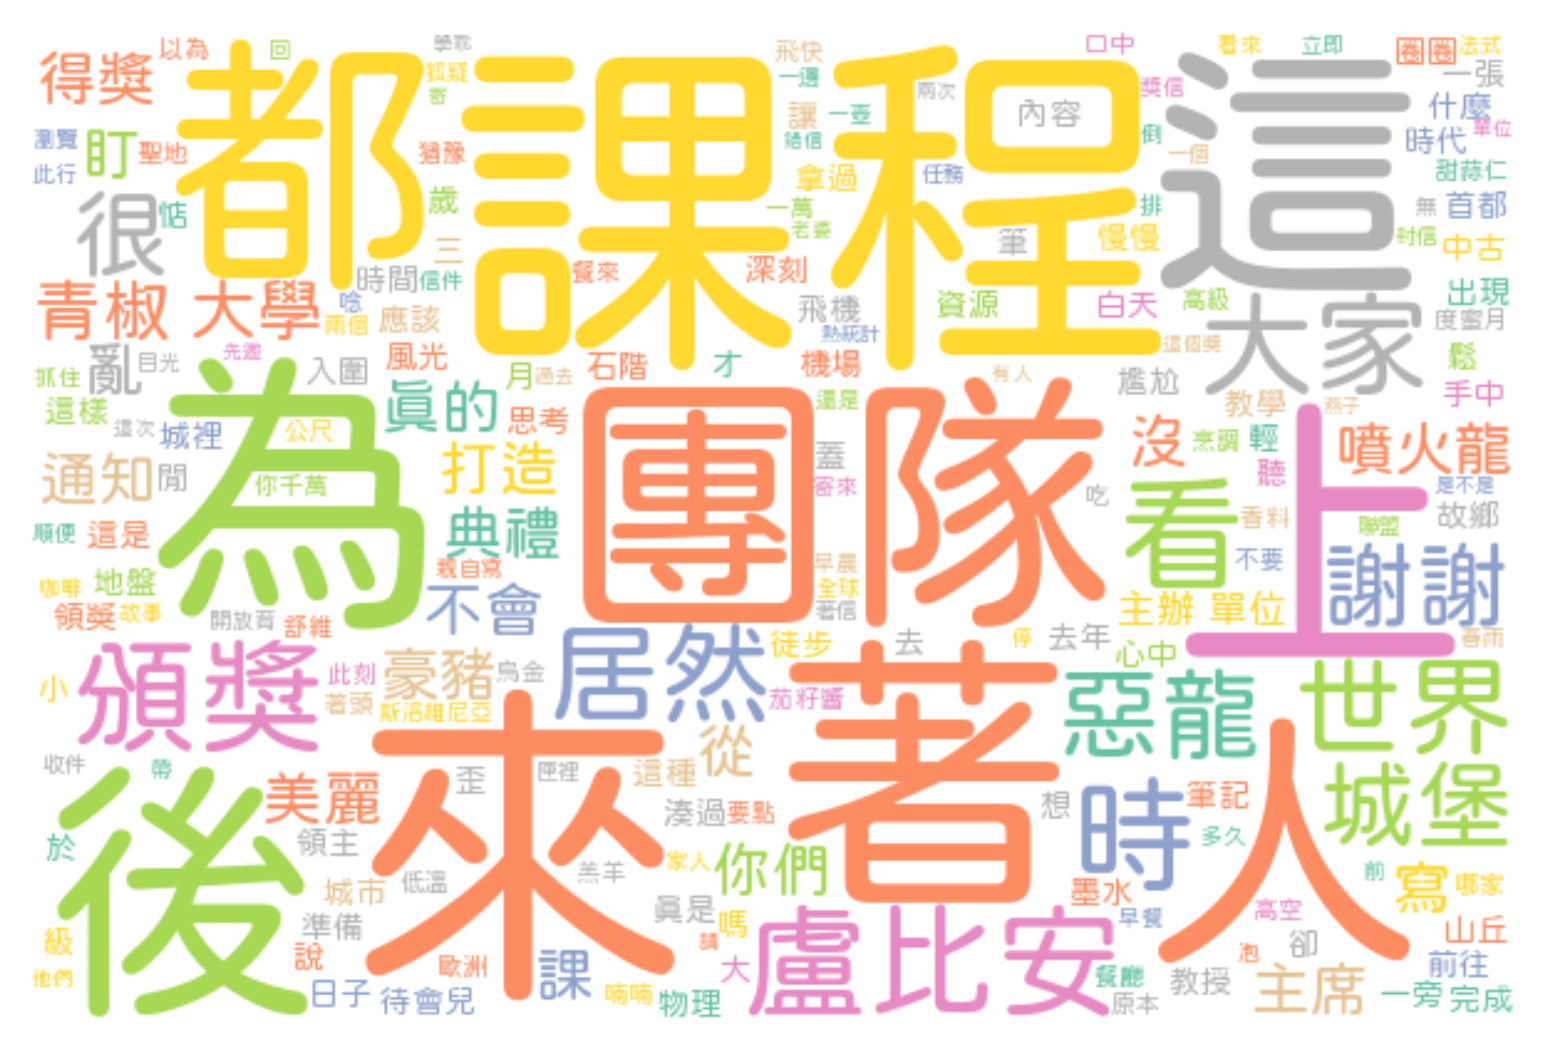 得獎
以為
回
學乖
飛快
口中
看來
立即
圈圈
法式
都
課程
這
狐疑
寄
一邊
兩次
獎信
一張
什麼
單位
瀏覽
盯
聖地
猶豫
讓
一壺
內容
倒
時代
此行
拿過
任務
一個
甜蒜仁
很
惦
歲
一萬
老婆
排
無
首都
三
筆
慢慢
封信
中古
時間
信件
餐來
深刻
青椒
大學
唸
兩個
應該
飛機
資源
白天
高級
出現
度蜜月
熱統計
大家
亂
目光
先邀
入圍
風光
月
過去
石階
才
機場
有人
這個獎
尷尬
鬆
抓住
這樣
為
真的
思考
團隊
還是
教學
燕子
手中
這次
城裡
公尺
打造
蓋
沒
烹調
輕
上
噴火龍
通知
閒
你千萬
寄來
吃
看
聽
是不是
順便
這是
典禮
香料
聯盟
故鄉
咖啡
地盤
親自寫
早晨
不要
謝謝
領獎
故事
不會
全球
著信
主辦
單位
開放育
舒維
居然
徒步
去
停
去年
心中
春雨
小
頒獎
此刻
豪豬
烏金
著頭
斯洛維尼亞
茄籽醬
著
惡龍
世界
收件
帶
來
從
後
美麗
歪
匣裡
這種
湊過
要點
想
時
筆記
城堡
於
領主
多久
城市
低溫
羔羊
家人
你們
人
前
寫
哪家
準備
真是
嗎
墨水
早餐
高空
級
說
請
盧比安
山丘
他們
歐洲
課
大
餐廳
泡
卻
前往
日子
待會兒
喃喃
物理
原本
教授
主席
一旁
完成